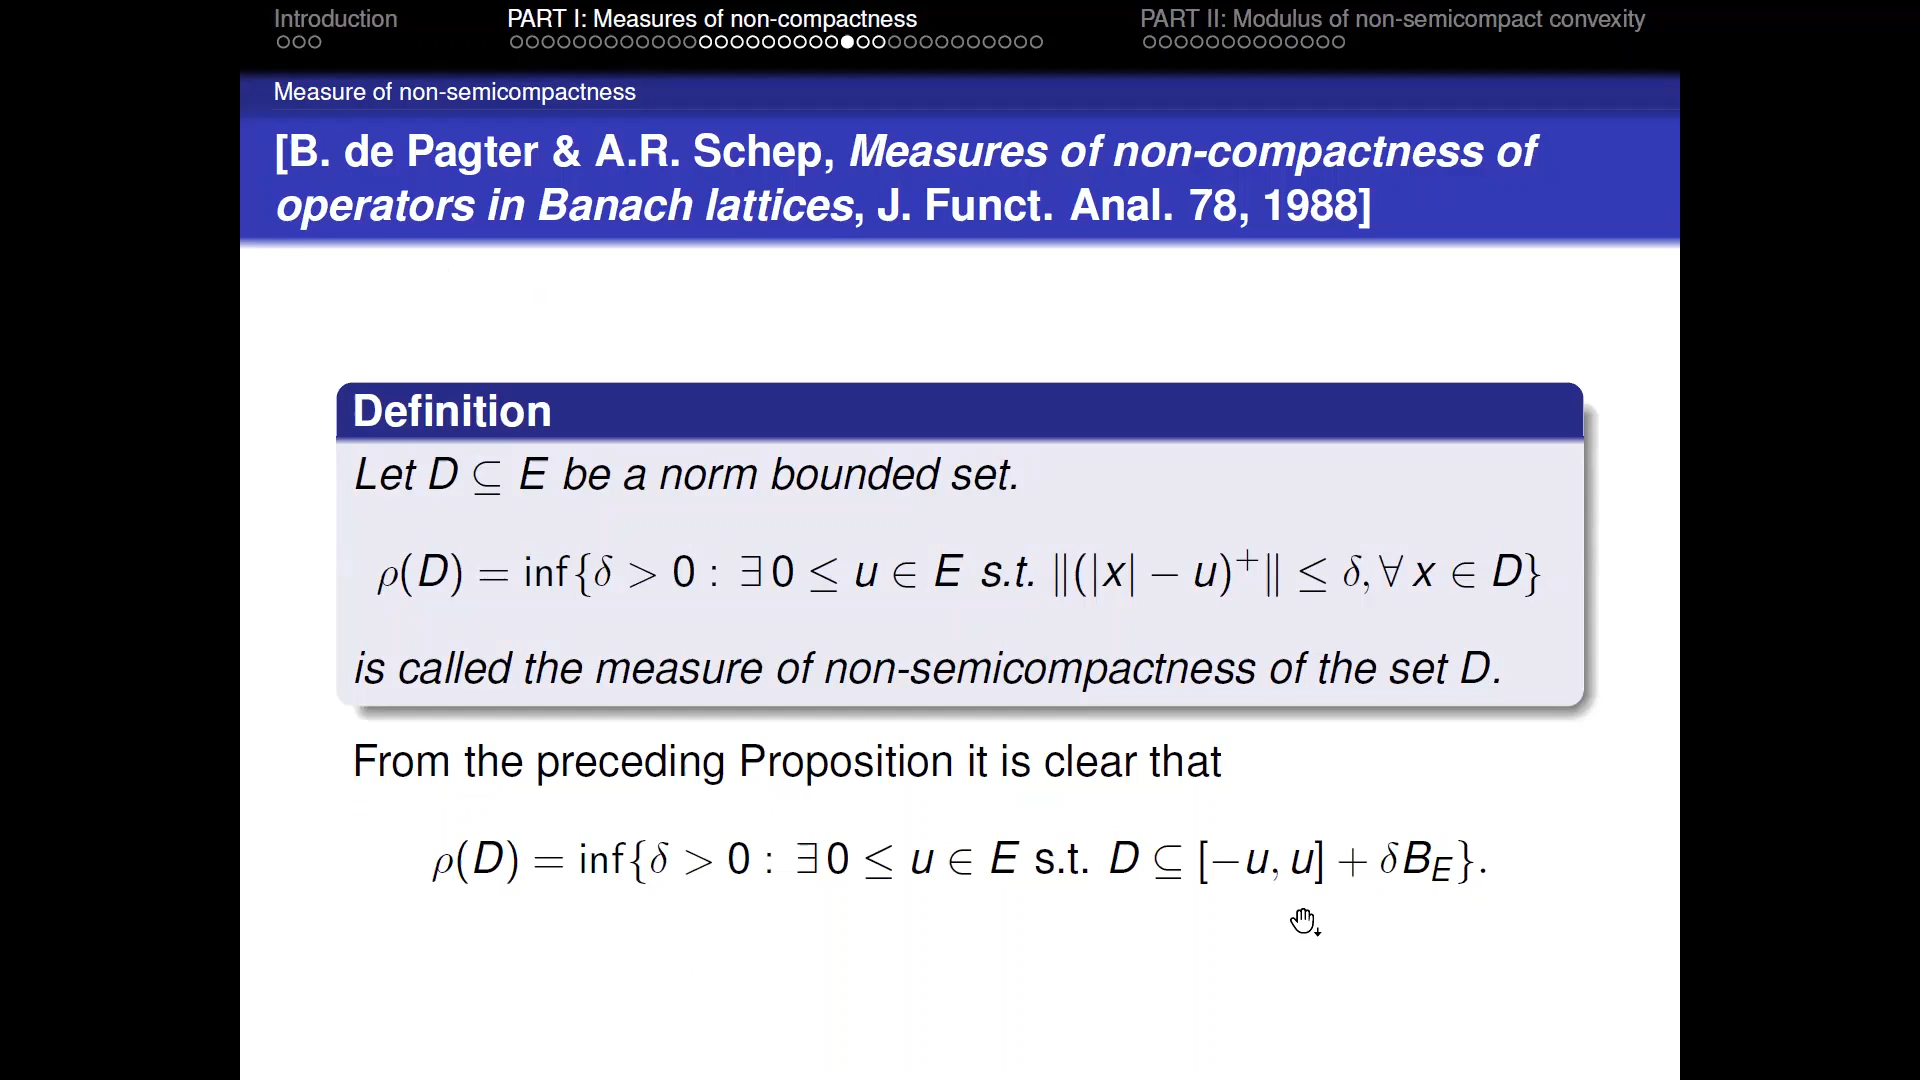 Introduction
PART I: Measures of non-compactness
PART II: Modulus of non-semicompact convexity
Measure of non-semicompactness
[B. de Pagter & A.R. Schep, Measures of non-compactness of
operators in Banach lattices, J. Funct. Anal. 78, 1988]
Definition
Let D ⊆ E be a norm bounded set.
ρ(D) = inf{δ > 0 : ∃ 0 ≤ u ∈ E s.t. ‖(|x| − u)⁺‖ ≤ δ, ∀ x ∈ D}
is called the measure of non-semicompactness of the set D.
From the preceding Proposition it is clear that
ρ(D) = inf{δ > 0 : ∃ 0 ≤ u ∈ E s.t. D ⊆ [−u, u] + δB_E}.